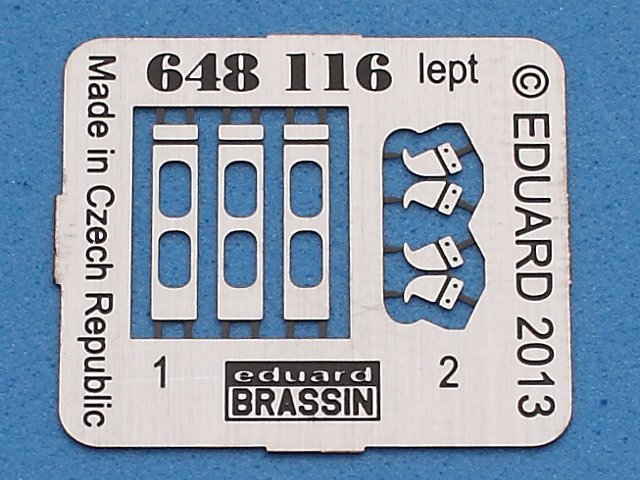 648 116 lept
Made in Czech Republic
© EDUARD 2013
1
2
eduard
BRASSIN